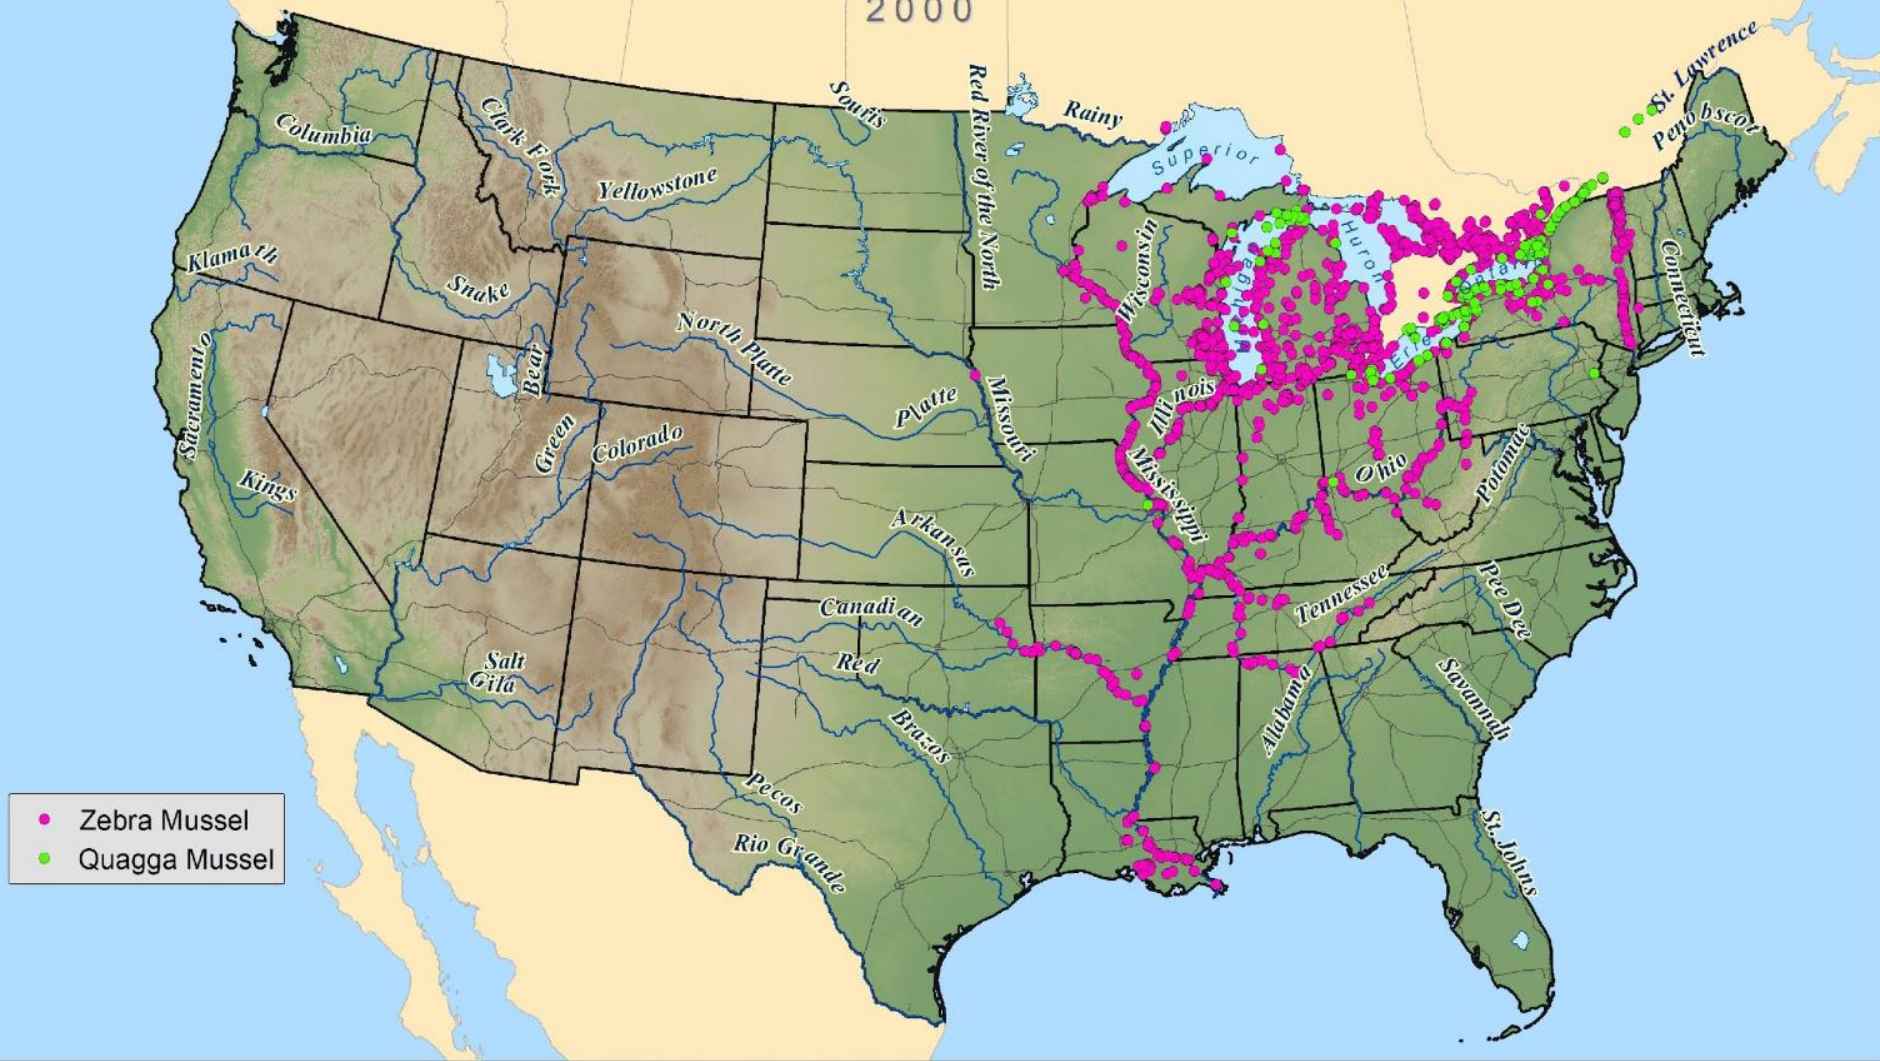 2000
St. Lawrence
Penobscot
Souris
Red River of the North
Rainy
Superior
Columbia
Clark Fork
Yellowstone
Wisconsin
Huron
Ontario
Connecticut
Klamath
Snake
Michigan
Erie
Sacramento
Bear
North Platte
Platte
Missouri
Illinois
Green
Colorado
Kings
Mississippi
Ohio
Potomac
Arkansas
Tennessee
Pee Dee
Canadian
Red
Salt
Gila
Savannah
Alabama
Brazos
Pecos
Rio Grande
St. Johns
Zebra Mussel
Quagga Mussel